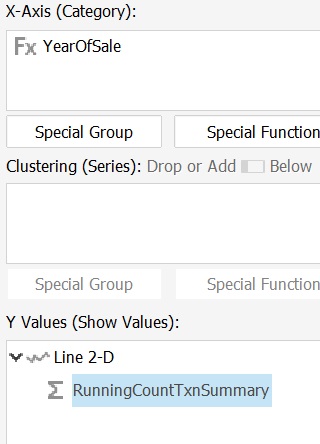 X-Axis (Category):
Fx YearOfSale
Special Group Special Function
Clustering (Series): Drop or Add Below
Special Group Special Function
Y Values (Show Values):
Line 2-D
Σ RunningCountTxnSummary